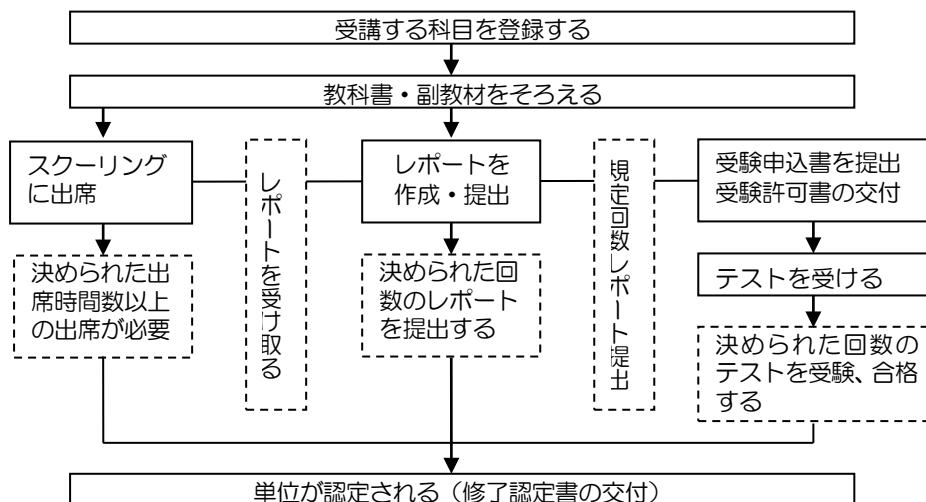 受講する科目を登録する
教科書・副教材をそろえる
スクーリング
に出席
レポートを受け取る
レポートを
作成・提出
規定回数レポート提出
受験申込書を提出
受験許可書の交付
決められた出
席時間数以上
の出席が必要
決められた回
数のレポート
を提出する
テストを受ける
決められた回数の
テストを受験、合格
する
単位が認定される（修了認定書の交付）